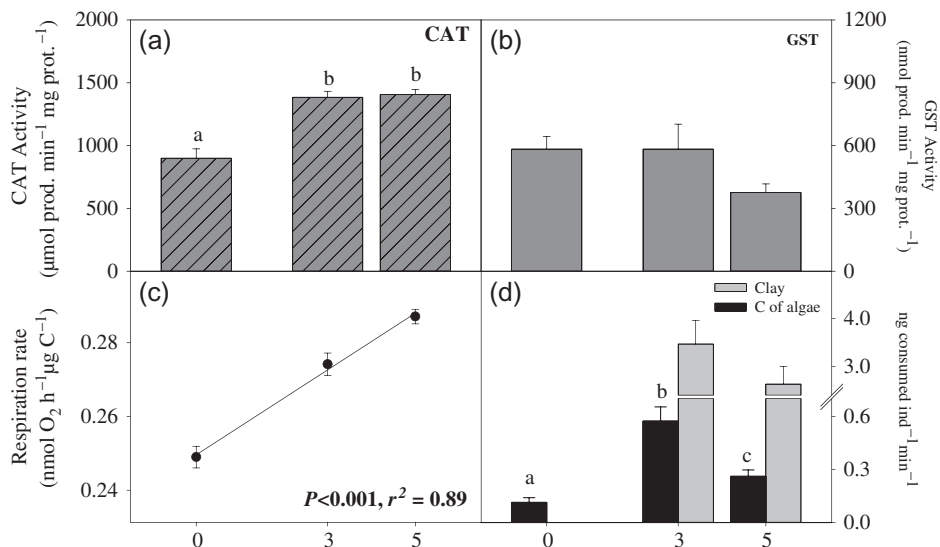 (a)
CAT
b
b
a
2000
1500
1000
500
0
CAT Activity
(μmol prod. min⁻¹ mg prot.⁻¹)
(b)
GST
1200
900
600
300
0
GST Activity
(nmol prod. min⁻¹ mg prot.⁻¹)
(c)
0.28
0.26
0.24
Respiration rate
(nmol O₂ h⁻¹μg C⁻¹)
P<0.001, r² = 0.89
0 3 5
(d)
Clay
C of algae
a
b
c
4.0
3.0
0.6
0.3
0.0
ng consumed ind⁻¹min⁻¹
0 3 5